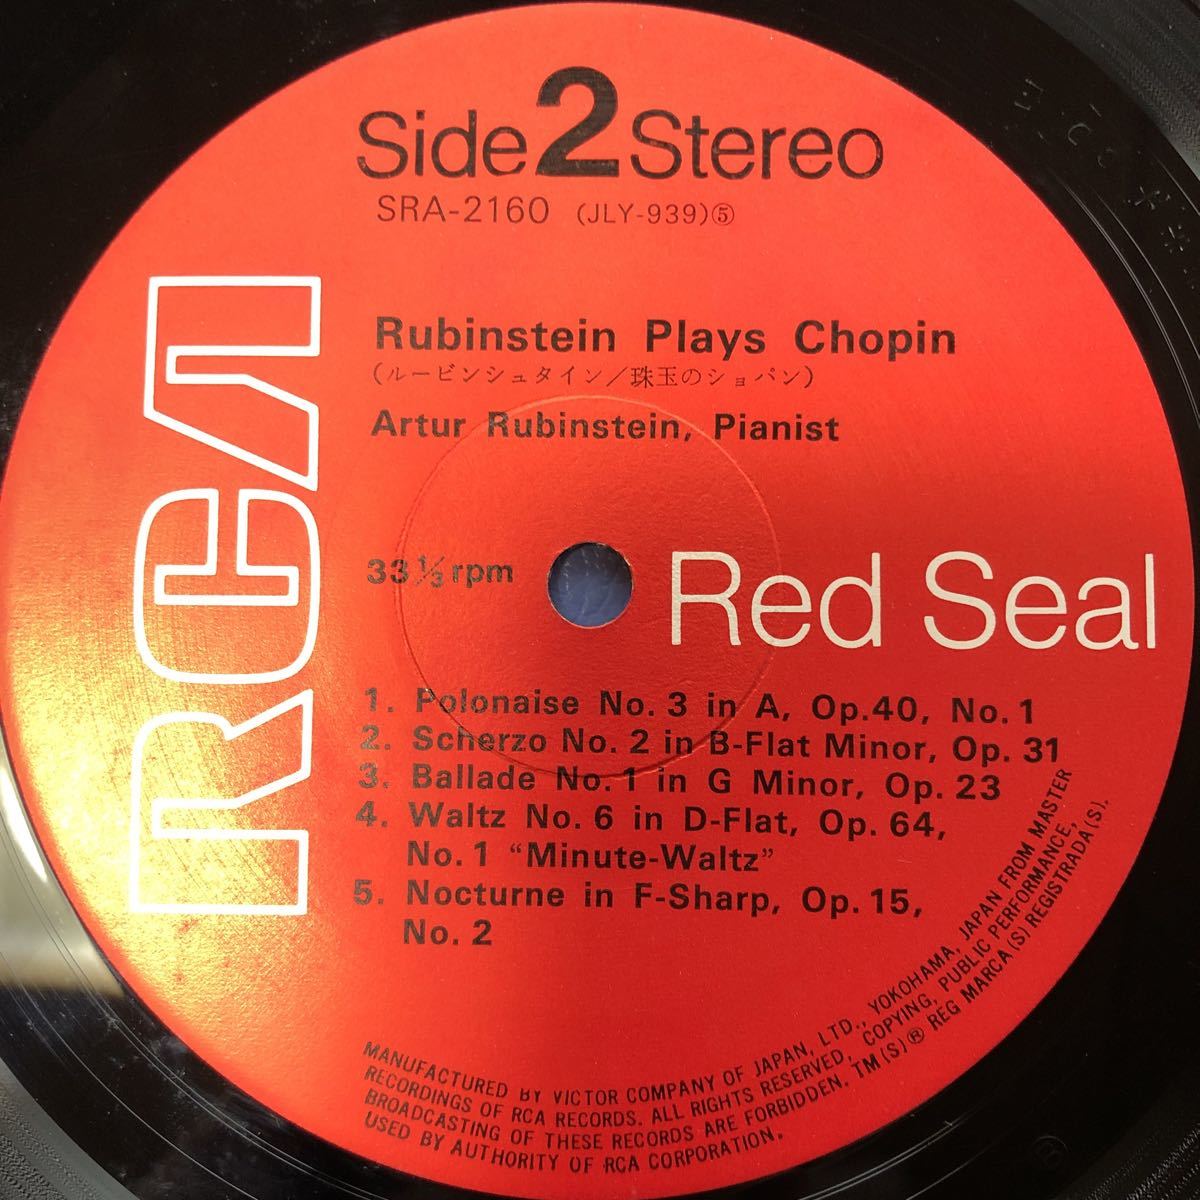 Side 2 Stereo
SRA-2160 (JLY-939)⑤
RCA
Rubinstein Plays Chopin
(ルービンシュタイン/珠玉のショパン)
Artur Rubinstein, Pianist
33 1/3 rpm
Red Seal
1. Polonaise No. 3 in A, Op. 40, No. 1
2. Scherzo No. 2 in B-Flat Minor, Op. 31
3. Ballade No. 1 in G Minor, Op. 23
4. Waltz No. 6 in D-Flat, Op. 64,
No. 1 “Minute-Waltz”
5. Nocturne in F-Sharp, Op. 15,
No. 2
MANUFACTURED BY VICTOR COMPANY OF JAPAN, LTD., YOKOHAMA, JAPAN FROM MASTER
RECORDINGS OF RCA RECORDS. ALL RIGHTS RESERVED, COPYING, PUBLIC PERFORMANCE,
BROADCASTING OF THESE RECORDS ARE FORBIDDEN. TM(S)® REG MARCA(S) REGISTRADA(S).
USED BY AUTHORITY OF RCA CORPORATION.